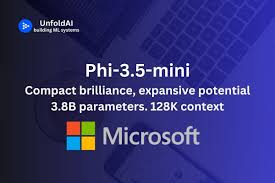 UnfoldAI
building ML systems
Phi-3.5-mini
Compact brilliance, expansive potential
3.8B parameters. 128K context
Microsoft